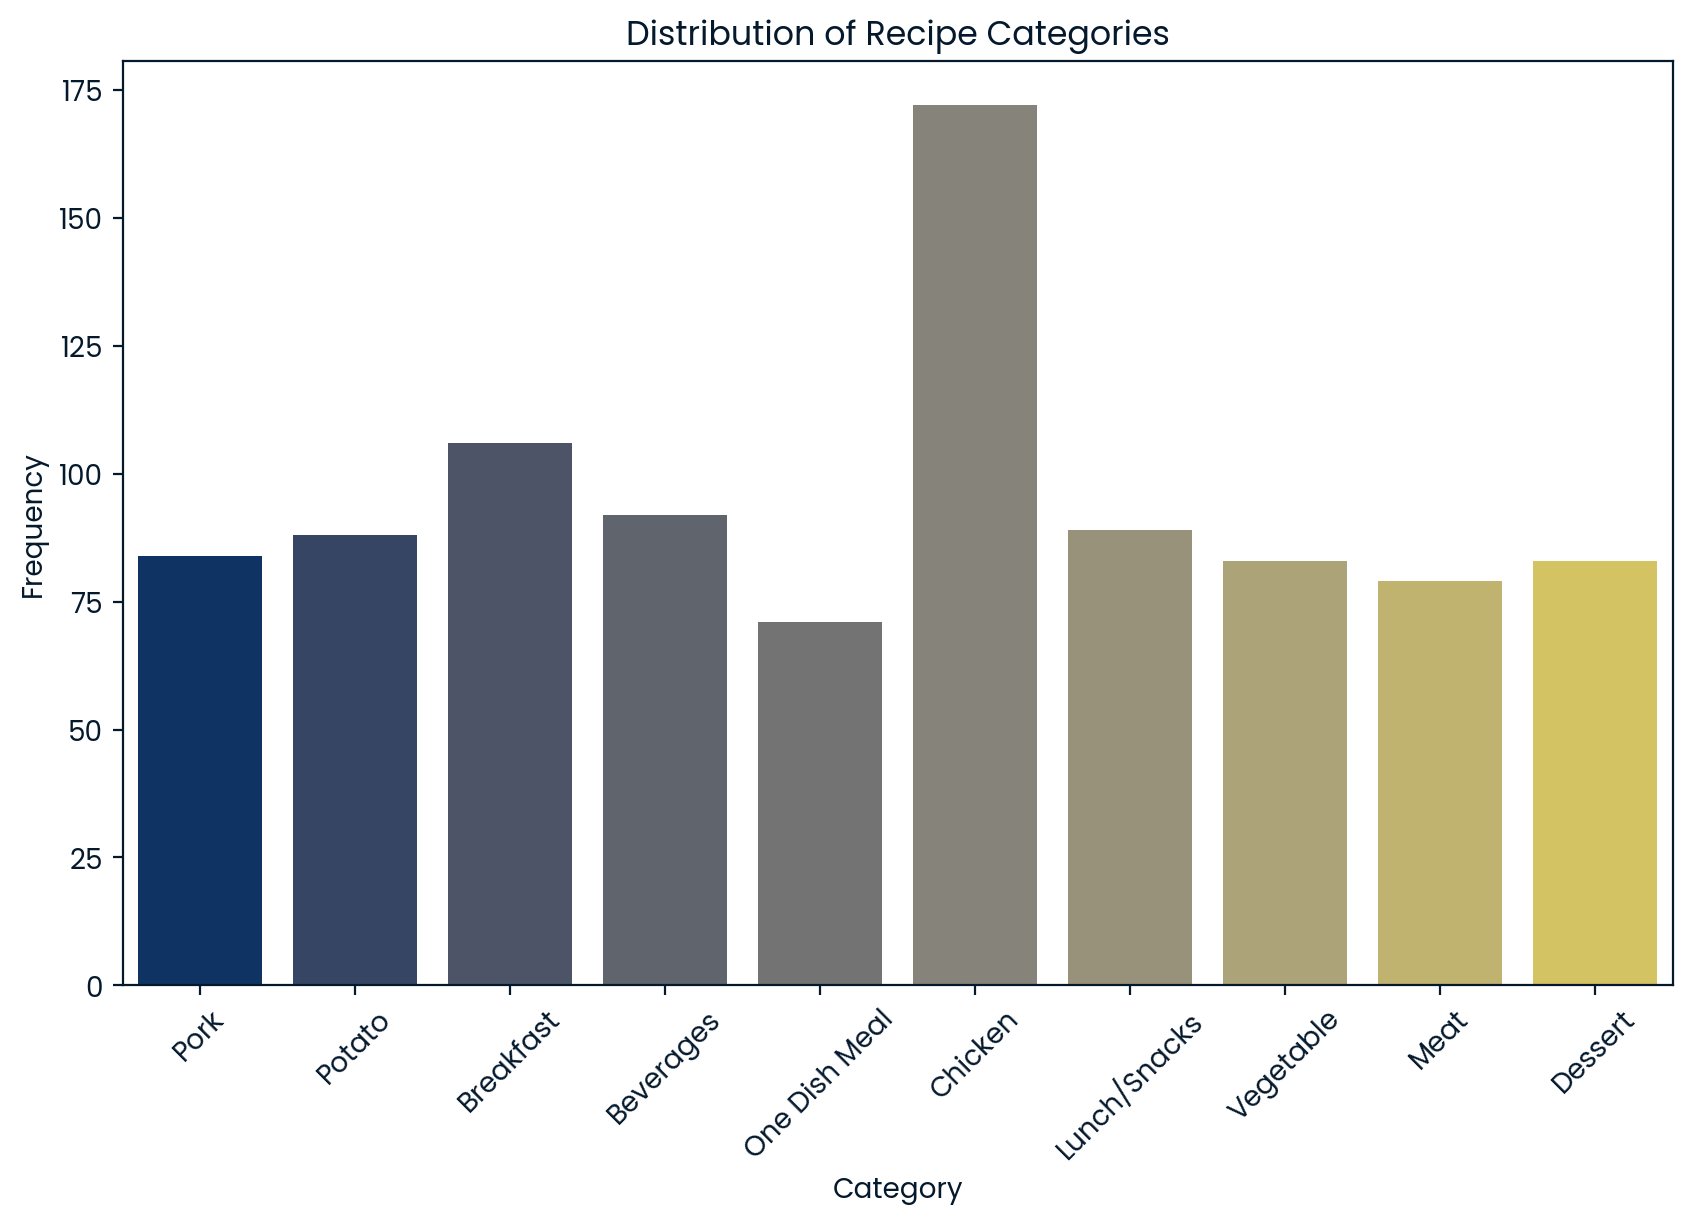 Distribution of Recipe Categories
175
150
125
100
75
50
25
0
Frequency
Pork
Potato
Breakfast
Beverages
One Dish Meal
Chicken
Lunch/Snacks
Vegetable
Meat
Dessert
Category